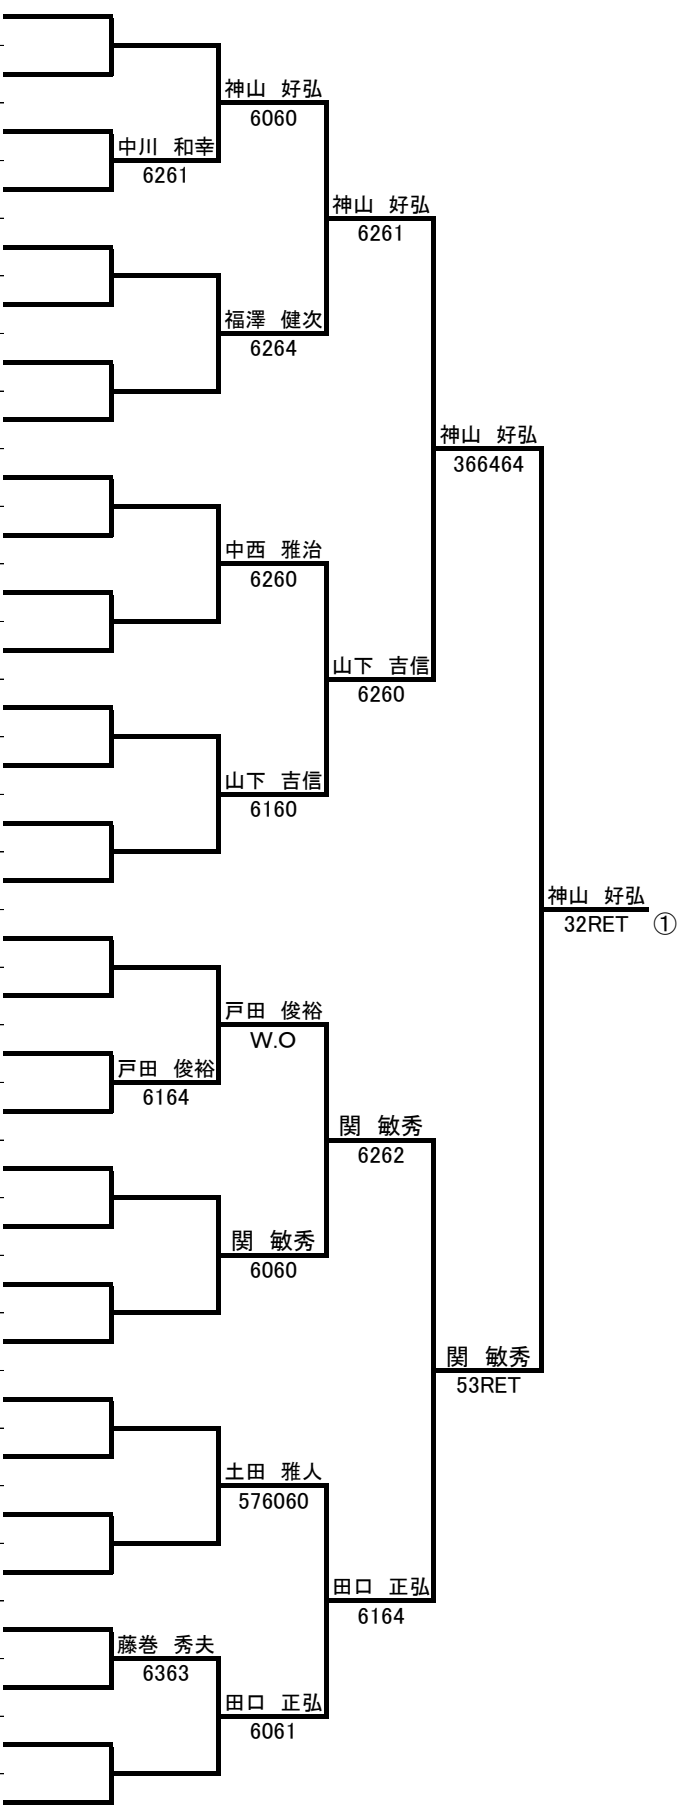 神山　好弘
6060
中川　和幸
6261
神山　好弘
6261
福澤　健次
6264
神山　好弘
366464
中西　雅治
6260
山下　吉信
6260
山下　吉信
6160
神山　好弘
32RET ①
戸田　俊裕
W.O
戸田　俊裕
6164
関　敏秀
6262
関　敏秀
6060
関　敏秀
53RET
土田　雅人
576060
田口　正弘
6164
藤巻　秀夫
6363
田口　正弘
6061